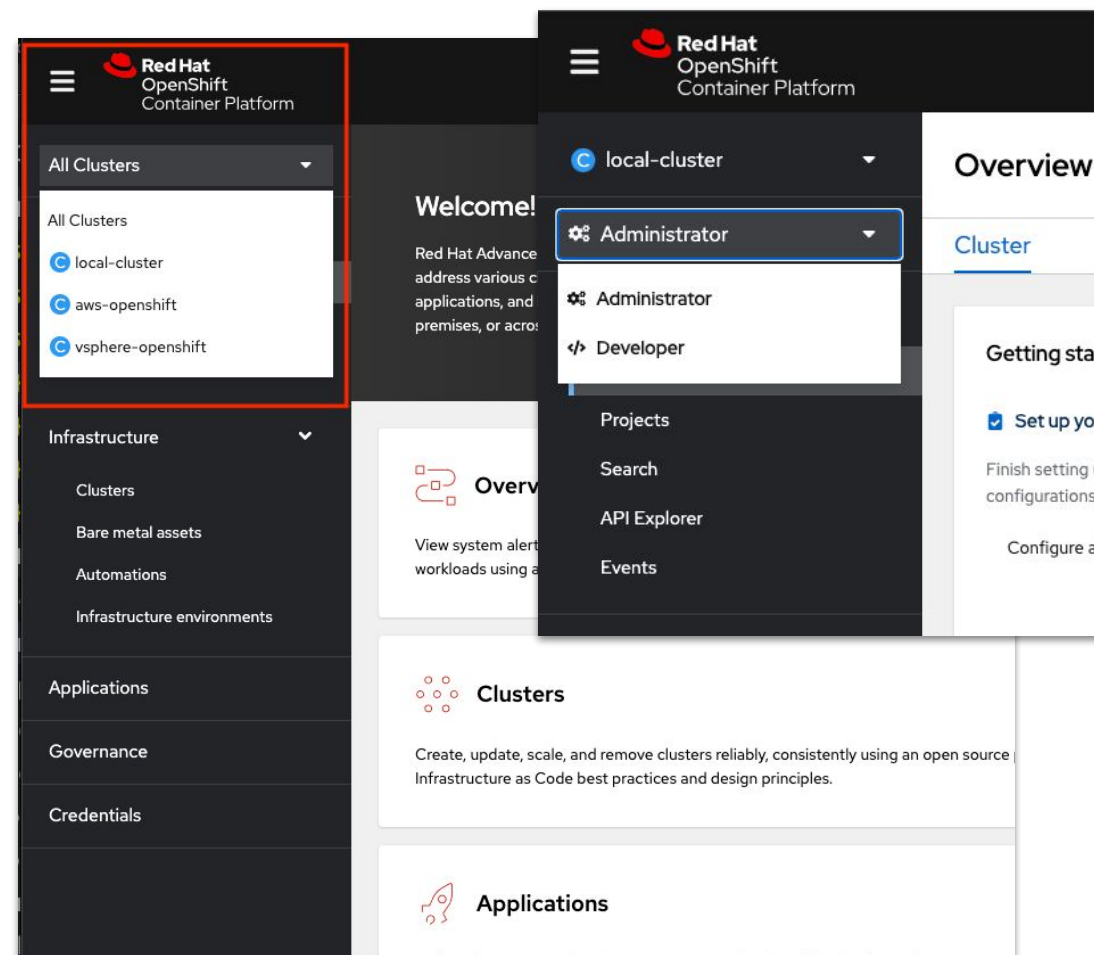 Red Hat
OpenShift
Container Platform
All Clusters
All Clusters
local-cluster
aws-openshift
vsphere-openshift
Infrastructure
Clusters
Bare metal assets
Automations
Infrastructure environments
Applications
Governance
Credentials
Welcome!
Red Hat Advance
address various c
applications, and
premises, or acros
Overv
View system alert
workloads using a
Clusters
Create, update, scale, and remove clusters reliably, consistently using an open source
Infrastructure as Code best practices and design principles.
Applications
Red Hat
OpenShift
Container Platform
C local-cluster
Administrator
Administrator
Developer
Projects
Search
API Explorer
Events
Overview
Cluster
Getting sta
Set up yo
Finish setting
configurations
Configure a